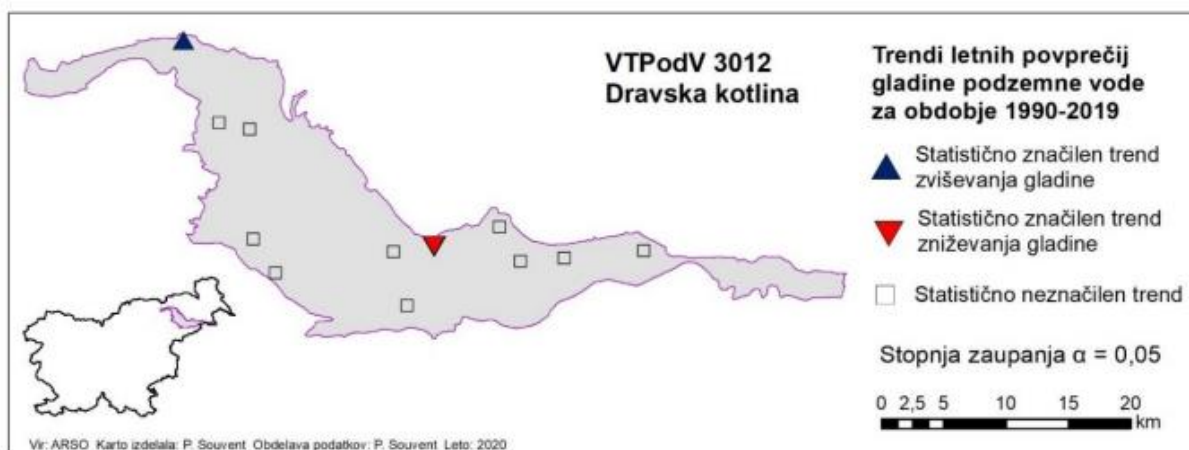 VTPodV 3012
Dravska kotlina
Trendi letnih povprečij
gladine podzemne vode
za obdobje 1990-2019
Statistično značilen trend
zviševanja gladine
Statistično značilen trend
zniževanja gladine
Statistično neznačilen trend
Stopnja zaupanja α = 0,05
0 2,5 5 10 15 20
km
Vir: ARSO Karto izdelala: P. Souvent Obdelava podatkov: P. Souvent Leto: 2020